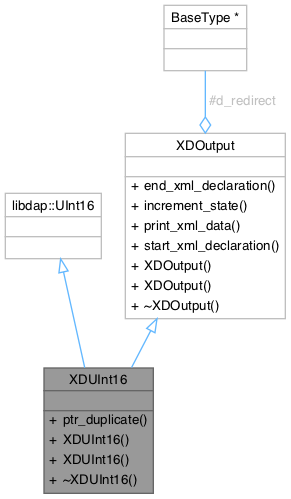 BaseType *
#d_redirect
XDOutput
+ end_xml_declaration()
+ increment_state()
+ print_xml_data()
+ start_xml_declaration()
+ XDOutput()
+ XDOutput()
+ ~XDOutput()
libdap::UInt16
XDUInt16
+ ptr_duplicate()
+ XDUInt16()
+ XDUInt16()
+ ~XDUInt16()